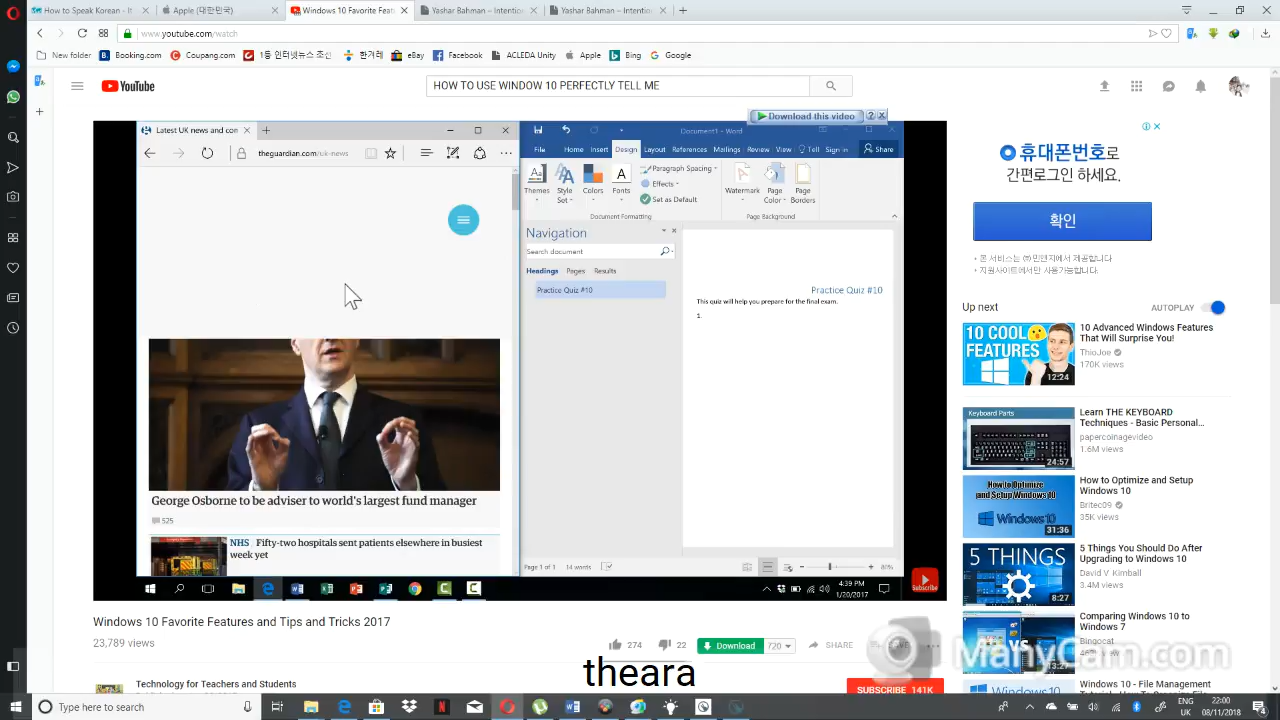 How to Speak Korean - It
Apple (대한민국)
Windows 10 Favorite Feat
Yashar Bahman – Intention
Yashar Bahman – Intention
www.youtube.com/watch
New folder
Booking.com
Coupang.com
1등 인터넷뉴스 조선
한겨레
eBay
Facebook
ACLEDA Unity
Apple
Bing
Google
YouTube
HOW TO USE WINDOW 10 PERFECTLY TELL ME
Download this video
Latest UK news and con
theguardian.com/uk-news
Document1 - Word
File Home Insert Design Layout References Mailings Review View Tell Sign in Share
Themes
Style Set
Colors
Fonts
Paragraph Spacing
Effects
Set as Default
Watermark
Page Color
Page Borders
Document Formatting
Page Background
Navigation
Search document
Headings Pages Results
Practice Quiz #10
Practice Quiz #10
This quiz will help you prepare for the final exam.
1.
George Osborne to be adviser to world's largest fund manager
525
NHS Fifty-two hospitals sent patients elsewhere in busiest
week yet
Page 1 of 1 14 words
80%
4:39 PM
1/20/2017
Subscribe
Windows 10 Favorite Features and Tips and Tricks 2017
23,789 views
274
22
Download
720
SHARE
Technology for Teachers and Students
SUBSCRIBE 141K
휴대폰번호로
간편로그인 하세요.
확인
Up next
AUTOPLAY
10 COOL
FEATURES
12:24
10 Advanced Windows Features
That Will Surprise You!
ThioJoe
170K views
Keyboard Parts
24:57
Learn THE KEYBOARD
Techniques - Basic Personal...
papercoinagevideo
1.6M views
How to Optimize
and Setup Windows 10
Windows 10
31:36
How to Optimize and Setup
Windows 10
Britec09
35K views
5 THINGS
8:27
5 Things You Should Do After
Upgrading to Windows 10
David V. Kimball
3.4M views
13:27
Comparing Windows 10 to
Windows 7
Bingocat
Windows 10
Windows 10 - File Management
ManyCam.com
theara
Type here to search
ENG
UK
22:00
08/11/2018